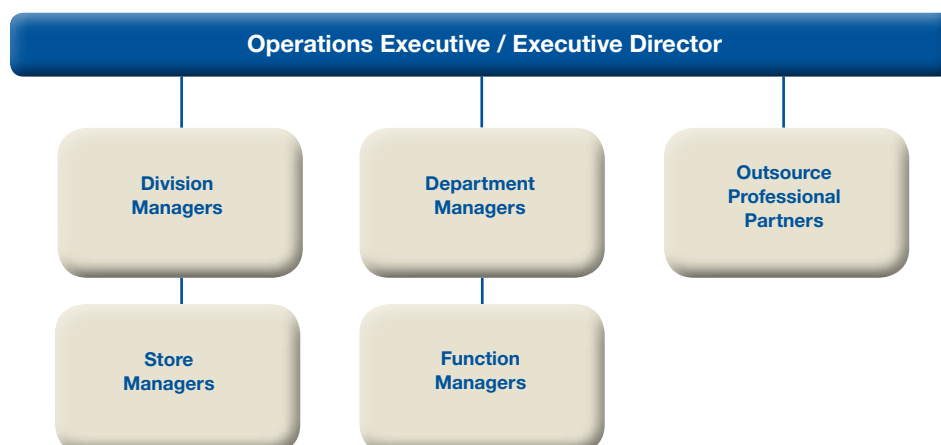 Operations Executive / Executive Director
Division
Managers
Department
Managers
Outsource
Professional
Partners
Store
Managers
Function
Managers